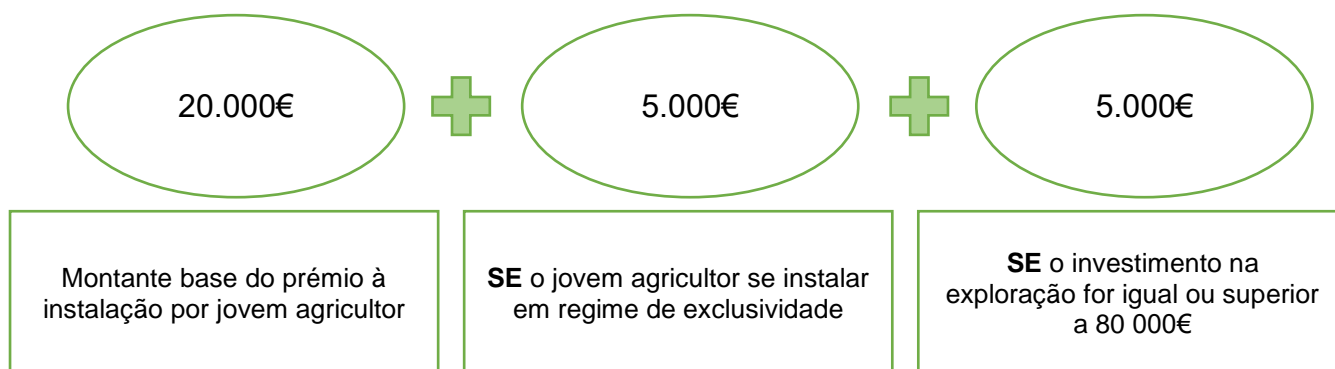 20.000€
5.000€
5.000€
Montante base do prémio à
instalação por jovem agricultor
SE o jovem agricultor se instalar
em regime de exclusividade
SE o investimento na
exploração for igual ou superior
a 80 000€